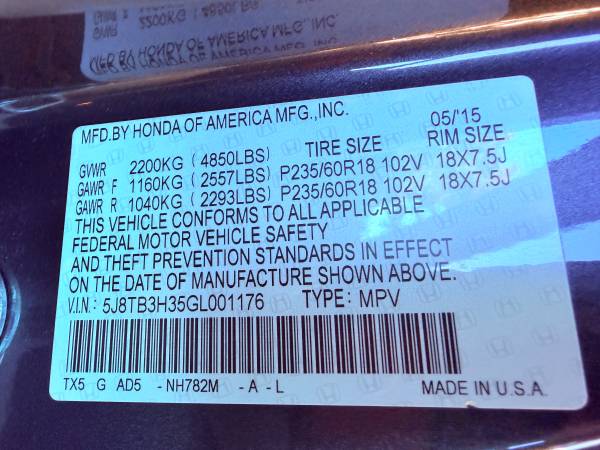 MFD.BY HONDA OF AMERICA MFG.,INC. 05/'15
GVWR 2200KG (4850LBS) TIRE SIZE RIM SIZE
GAWR F 1160KG (2557LBS) P235/60R18 102V 18X7.5J
GAWR R 1040KG (2293LBS) P235/60R18 102V 18X7.5J
THIS VEHICLE CONFORMS TO ALL APPLICABLE
FEDERAL MOTOR VEHICLE SAFETY
AND THEFT PREVENTION STANDARDS IN EFFECT
ON THE DATE OF MANUFACTURE SHOWN ABOVE.
V.I.N.: 5J8TB3H35GL001176 TYPE: MPV
TX5 G AD5 -NH782M -A -L MADE IN U.S.A.